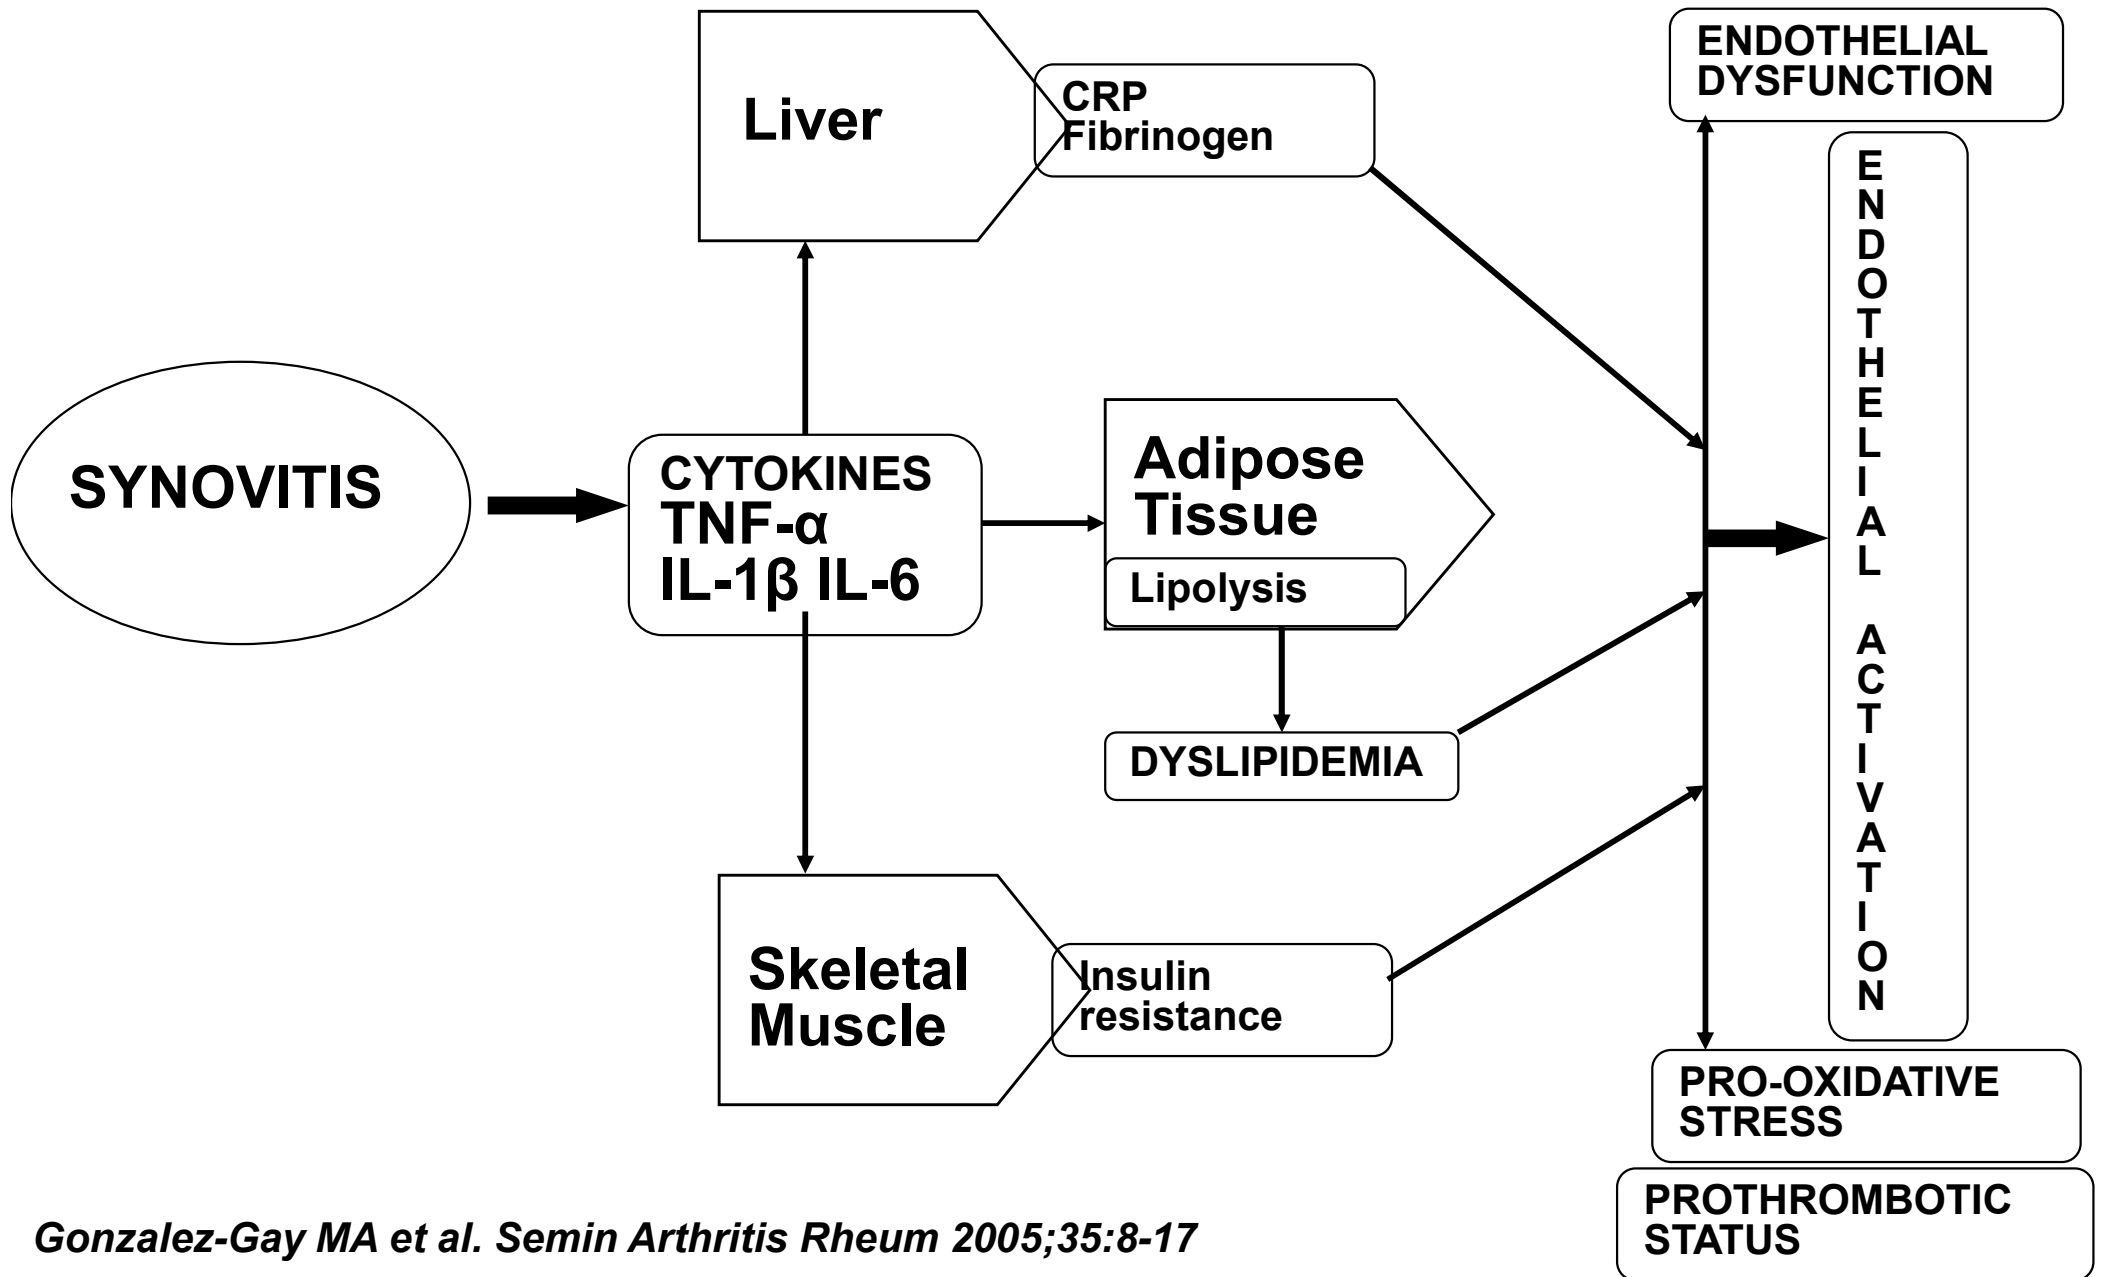 Liver
CRP
Fibrinogen
ENDOTHELIAL
DYSFUNCTION
SYNOVITIS
CYTOKINES
TNF-α
IL-1β IL-6
Adipose
Tissue
Lipolysis
DYSLIPIDEMIA
Skeletal
Muscle
Insulin
resistance
E
N
D
O
T
H
E
L
I
A
L
A
C
T
I
V
A
T
I
O
N
PRO-OXIDATIVE
STRESS
PROTHROMBOTIC
STATUS
Gonzalez-Gay MA et al. Semin Arthritis Rheum 2005;35:8-17